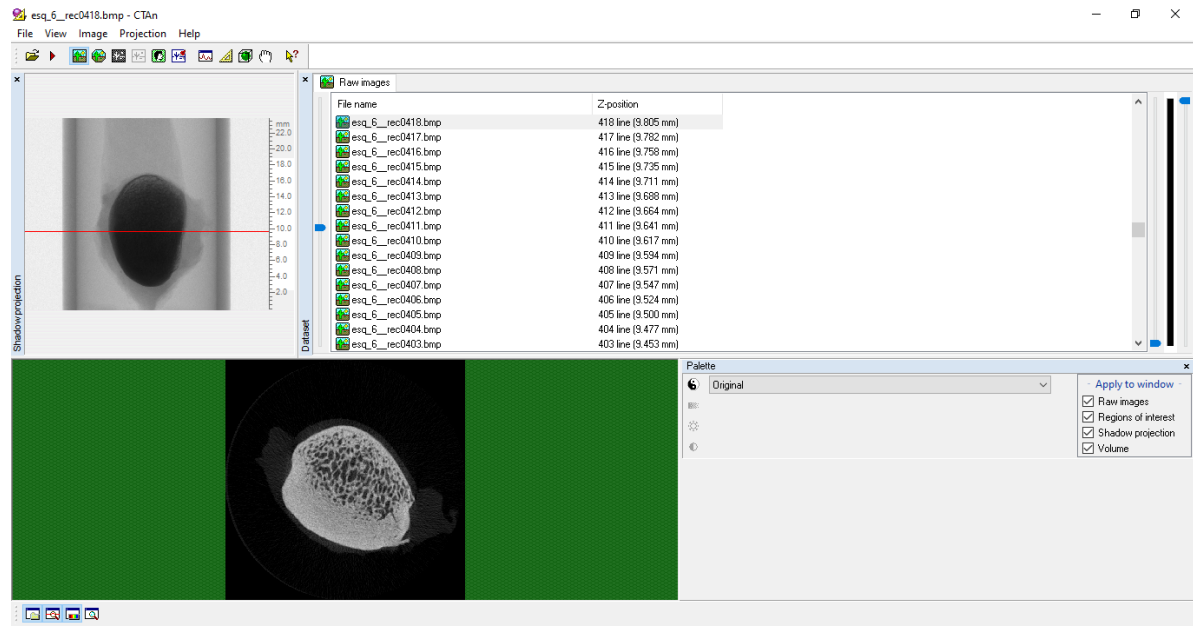 esq_6__rec0418.bmp - CTAn
File View Image Projection Help
Shadow projection
mm
22.0
20.0
18.0
16.0
14.0
12.0
10.0
8.0
6.0
4.0
2.0
Dataset
Raw images
File name Z-position
esq_6__rec0418.bmp 418 line (9.805 mm)
esq_6__rec0417.bmp 417 line (9.782 mm)
esq_6__rec0416.bmp 416 line (9.758 mm)
esq_6__rec0415.bmp 415 line (9.735 mm)
esq_6__rec0414.bmp 414 line (9.711 mm)
esq_6__rec0413.bmp 413 line (9.688 mm)
esq_6__rec0412.bmp 412 line (9.664 mm)
esq_6__rec0411.bmp 411 line (9.641 mm)
esq_6__rec0410.bmp 410 line (9.617 mm)
esq_6__rec0409.bmp 409 line (9.594 mm)
esq_6__rec0408.bmp 408 line (9.571 mm)
esq_6__rec0407.bmp 407 line (9.547 mm)
esq_6__rec0406.bmp 406 line (9.524 mm)
esq_6__rec0405.bmp 405 line (9.500 mm)
esq_6__rec0404.bmp 404 line (9.477 mm)
esq_6__rec0403.bmp 403 line (9.453 mm)
Palette
Original
Apply to window
Raw images
Regions of interest
Shadow projection
Volume